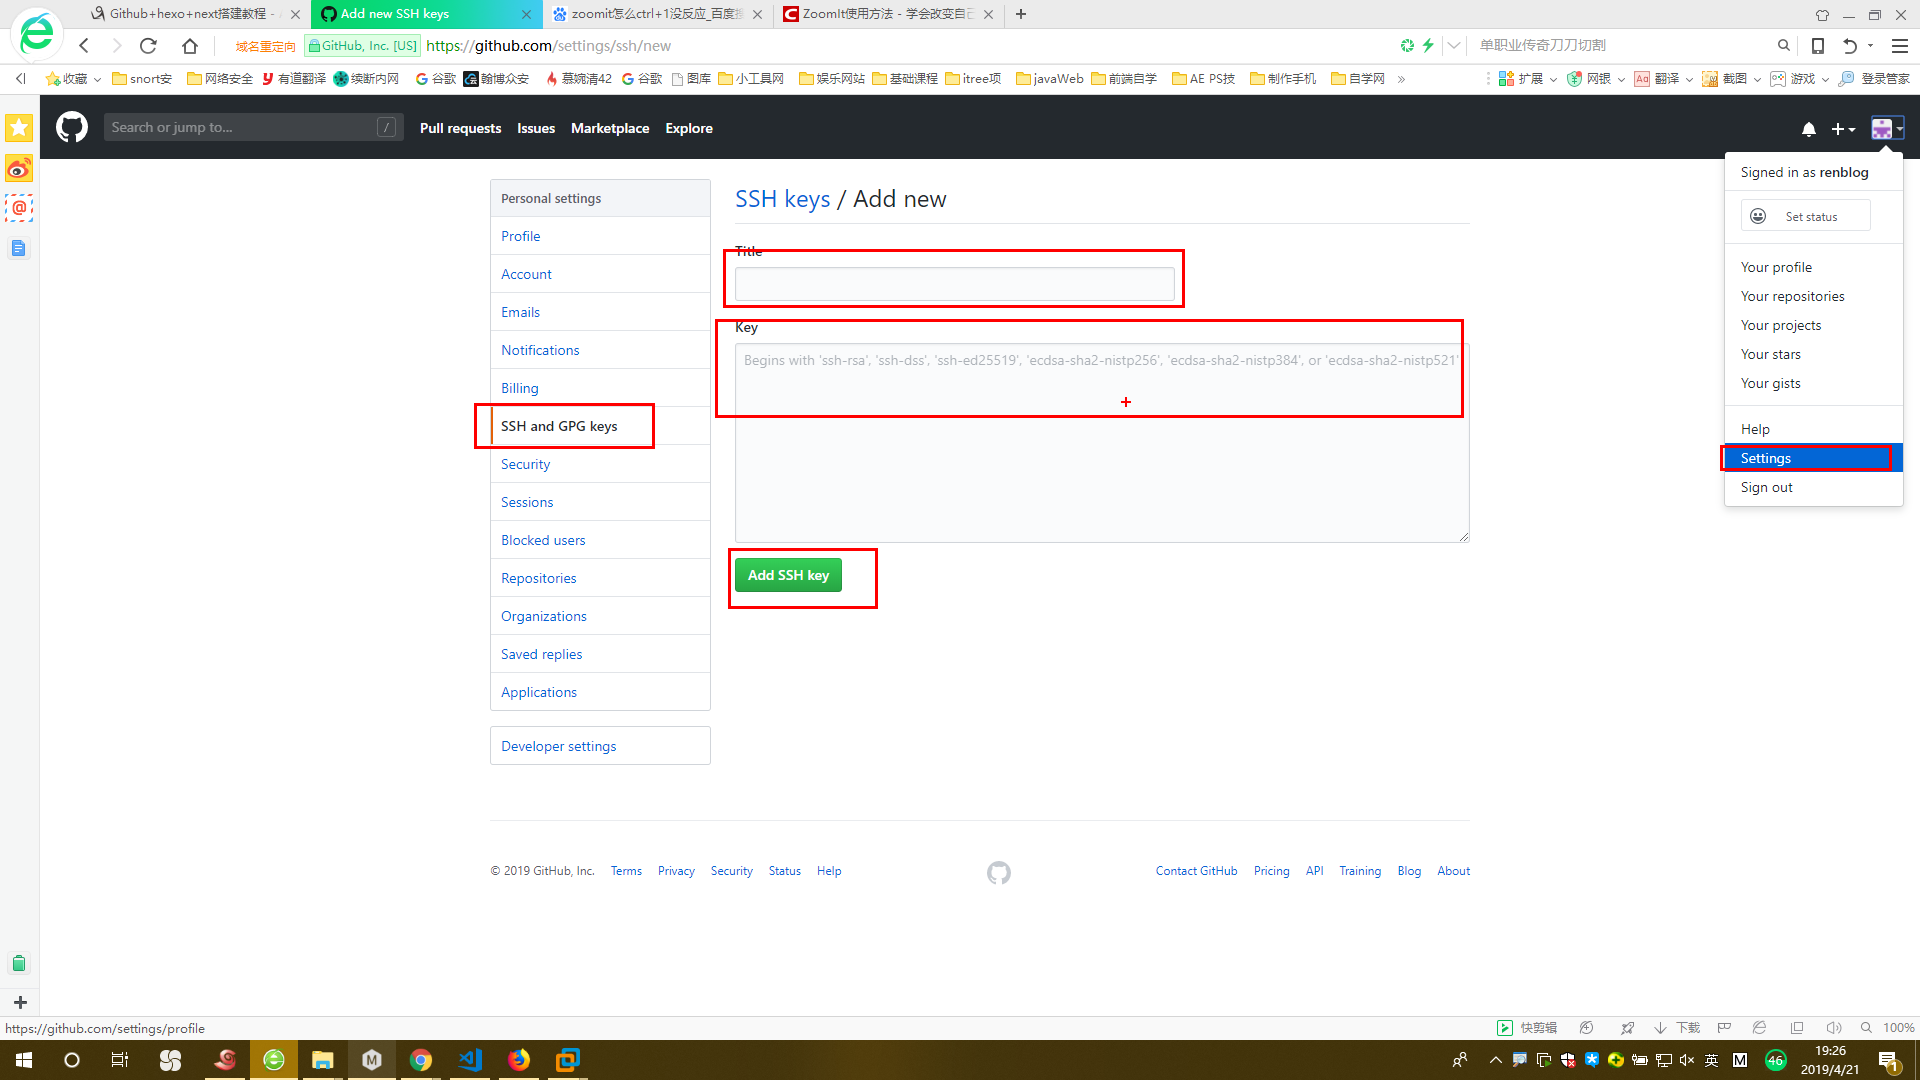 Github+hexo+next搭建教程 -
Add new SSH keys
zoomit怎么ctrl+1没反应_百度搜
ZoomIt使用方法 - 学会改变自己
域名重定向
GitHub, Inc. [US]
https://github.com/settings/ssh/new
单职业传奇刀刀切割
收藏
snort安
网络安全
有道翻译
续断内网
谷歌
翰博众安
慕婉清42
谷歌
图库
小工具网
娱乐网站
基础课程
itree项
javaWeb
前端自学
AE PS技
制作手机
自学网
»
扩展
网银
翻译
截图
游戏
登录管家
Search or jump to...
/
Pull requests
Issues
Marketplace
Explore
Signed in as renblog
Set status
Your profile
Your repositories
Your projects
Your stars
Your gists
Help
Settings
Sign out
Personal settings
Profile
Account
Emails
Notifications
Billing
SSH and GPG keys
Security
Sessions
Blocked users
Repositories
Organizations
Saved replies
Applications
Developer settings
SSH keys / Add new
Title
Key
Begins with 'ssh-rsa', 'ssh-dss', 'ssh-ed25519', 'ecdsa-sha2-nistp256', 'ecdsa-sha2-nistp384', or 'ecdsa-sha2-nistp521'
Add SSH key
© 2019 GitHub, Inc.
Terms
Privacy
Security
Status
Help
Contact GitHub
Pricing
API
Training
Blog
About
https://github.com/settings/profile
快剪辑
下载
100%
英
M
46
19:26
2019/4/21
1